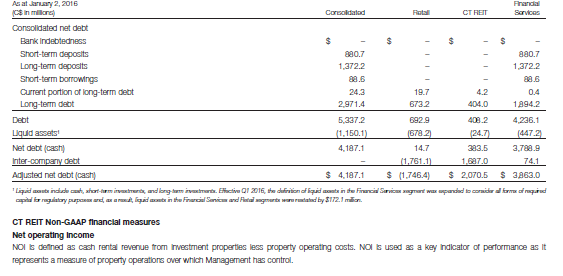 As at January 2, 2016 Financial
(C$ in millions) Consolidated Retail CT REIT Services
Consolidated net debt
Bank indebtedness $ – $ – $ – $ –
Short-term deposits 880.7 – – 880.7
Long-term deposits 1,372.2 – – 1,372.2
Short-term borrowings 88.6 – – 88.6
Current portion of long-term debt 24.3 19.7 4.2 0.4
Long-term debt 2,971.4 673.2 404.0 1,894.2
Debt 5,337.2 692.9 408.2 4,236.1
Liquid assets¹ (1,150.1) (678.2) (24.7) (447.2)
Net debt (cash) 4,187.1 14.7 383.5 3,788.9
Inter-company debt – (1,761.1) 1,687.0 74.1
Adjusted net debt (cash) $ 4,187.1 $ (1,746.4) $ 2,070.5 $ 3,863.0
¹ Liquid assets include cash, short-term investments, and long-term investments. Effective Q1 2016, the definition of liquid assets in the Financial Services segment was expanded to consider all forms of required
capital for regulatory purposes and, as a result, liquid assets in the Financial Services and Retail segments were restated by $172.1 million.
CT REIT Non-GAAP financial measures
Net operating income
NOI is defined as cash rental revenue from investment properties less property operating costs. NOI is used as a key indicator of performance as it
represents a measure of property operations over which Management has control.